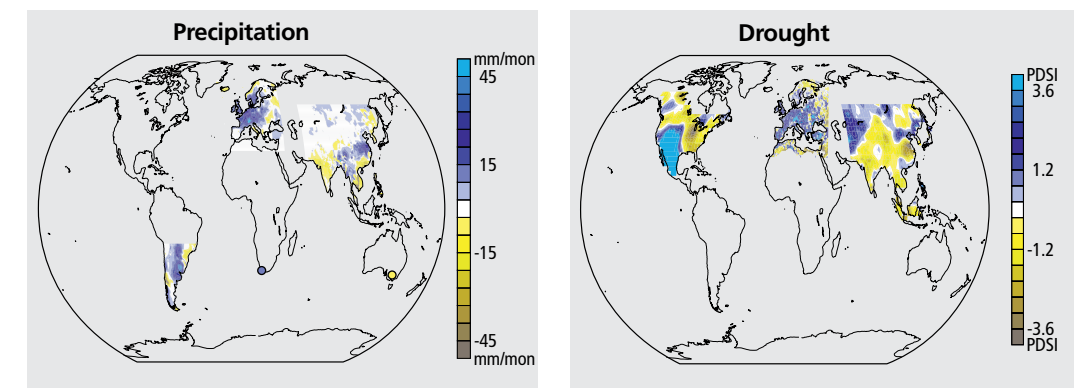 Precipitation
mm/mon
45
15
-15
-45
mm/mon
Drought
PDSI
3.6
1.2
-1.2
-3.6
PDSI